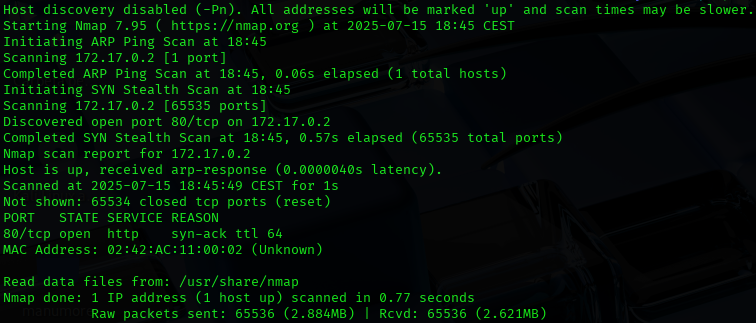 Host discovery disabled (-Pn). All addresses will be marked 'up' and scan times may be slower.
Starting Nmap 7.95 ( https://nmap.org ) at 2025-07-15 18:45 CEST
Initiating ARP Ping Scan at 18:45
Scanning 172.17.0.2 [1 port]
Completed ARP Ping Scan at 18:45, 0.06s elapsed (1 total hosts)
Initiating SYN Stealth Scan at 18:45
Scanning 172.17.0.2 [65535 ports]
Discovered open port 80/tcp on 172.17.0.2
Completed SYN Stealth Scan at 18:45, 0.57s elapsed (65535 total ports)
Nmap scan report for 172.17.0.2
Host is up, received arp-response (0.0000040s latency).
Scanned at 2025-07-15 18:45:49 CEST for 1s
Not shown: 65534 closed tcp ports (reset)
PORT   STATE SERVICE REASON
80/tcp open  http    syn-ack ttl 64
MAC Address: 02:42:AC:11:00:02 (Unknown)
Read data files from: /usr/share/nmap
Nmap done: 1 IP address (1 host up) scanned in 0.77 seconds
           Raw packets sent: 65536 (2.884MB) | Rcvd: 65536 (2.621MB)